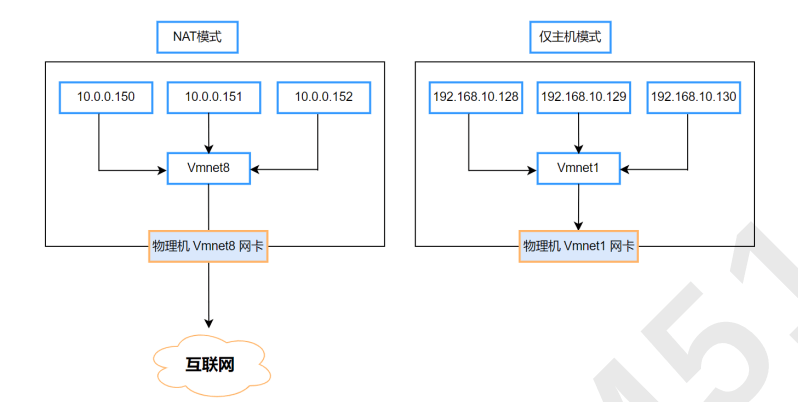 NAT模式
仅主机模式
10.0.0.150
10.0.0.151
10.0.0.152
192.168.10.128
192.168.10.129
192.168.10.130
Vmnet8
Vmnet1
物理机 Vmnet8 网卡
物理机 Vmnet1 网卡
互联网
451